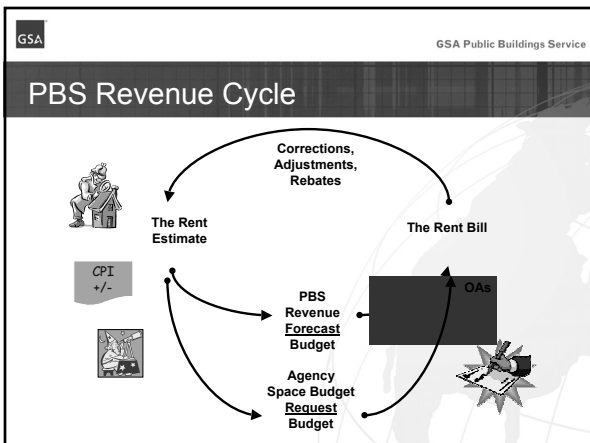 GSA
GSA Public Buildings Service
PBS Revenue Cycle
Corrections,
Adjustments,
Rebates
The Rent
Estimate
The Rent Bill
CPI
+/-
OAs
PBS
Revenue
Forecast
Budget
Agency
Space Budget
Request
Budget